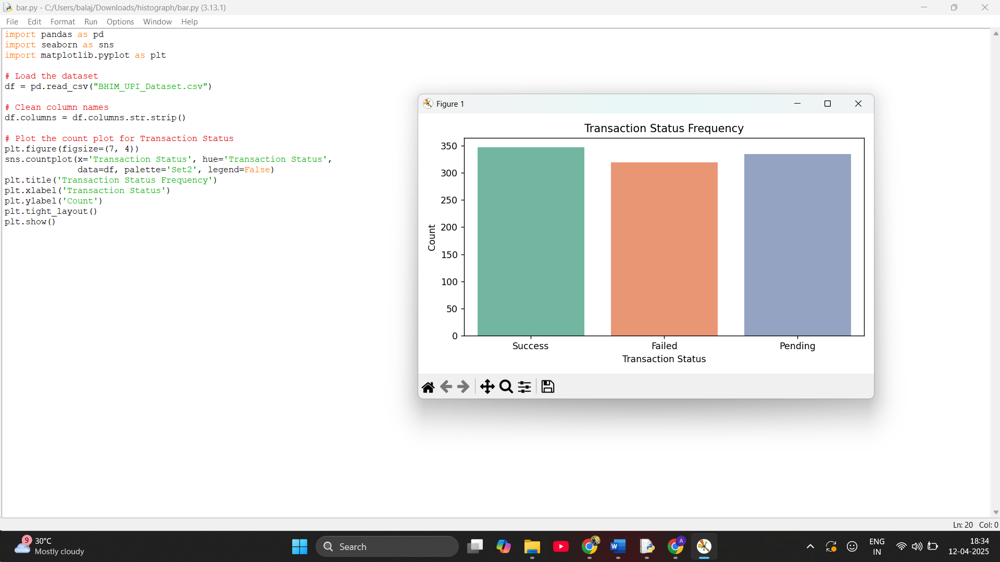 bar.py - C:/Users/balaj/Downloads/histograph/bar.py (3.13.1)
File Edit Format Run Options Window Help
import pandas as pd
import seaborn as sns
import matplotlib.pyplot as plt
# Load the dataset
df = pd.read_csv("BHIM_UPI_Dataset.csv")
# Clean column names
df.columns = df.columns.str.strip()
# Plot the count plot for Transaction Status
plt.figure(figsize=(7, 4))
sns.countplot(x='Transaction Status', hue='Transaction Status',
data=df, palette='Set2', legend=False)
plt.title('Transaction Status Frequency')
plt.xlabel('Transaction Status')
plt.ylabel('Count')
plt.tight_layout()
plt.show()
Figure 1
Transaction Status Frequency
350
300
250
200
150
100
50
0
Count
Success Failed Pending
Transaction Status
Ln: 20 Col: 0
9
30°C
Mostly cloudy
Search
W
A
ENG
IN
18:34
12-04-2025